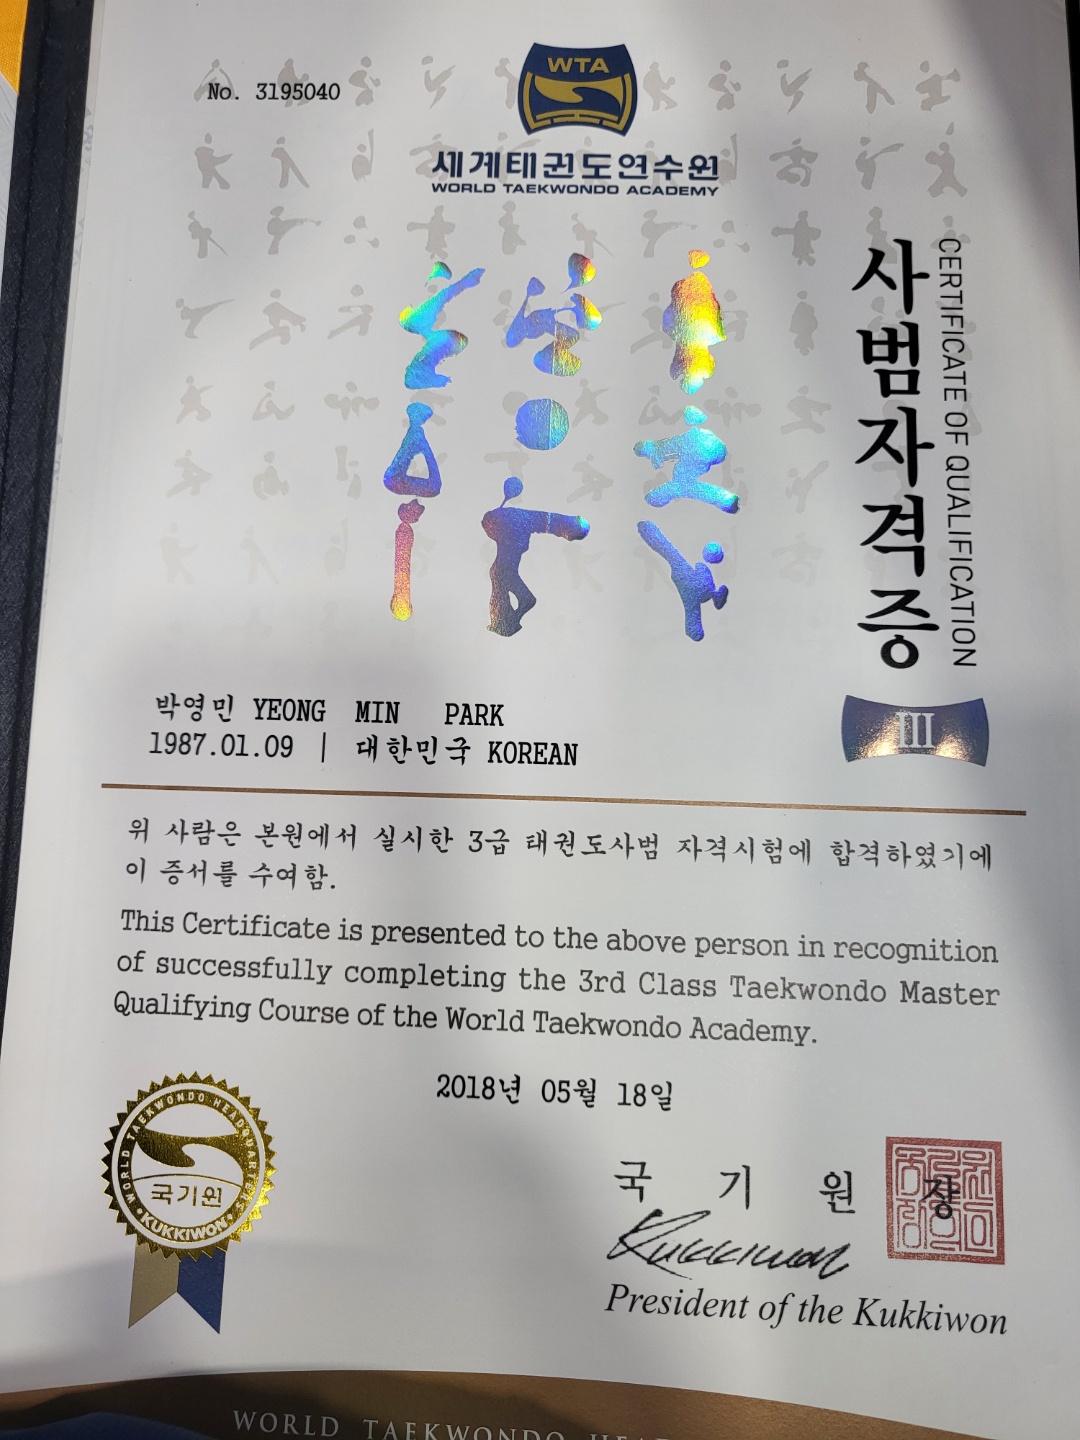 No. 3195040
WTA
세계태권도연수원
WORLD TAEKWONDO ACADEMY
사범자격증
CERTIFICATE OF QUALIFICATION
III
박영민 YEONG MIN PARK
1987.01.09 | 대한민국 KOREAN
위 사람은 본원에서 실시한 3급 태권도사범 자격시험에 합격하였기에
이 증서를 수여함.
This Certificate is presented to the above person in recognition
of successfully completing the 3rd Class Taekwondo Master
Qualifying Course of the World Taekwondo Academy.
2018년 05월 18일
WORLD TAEKWONDO HEADQUARTERS
국기원
KUKKIWON
국 기 원 장
Kukkiwon
President of the Kukkiwon
WORLD TAEKWONDO